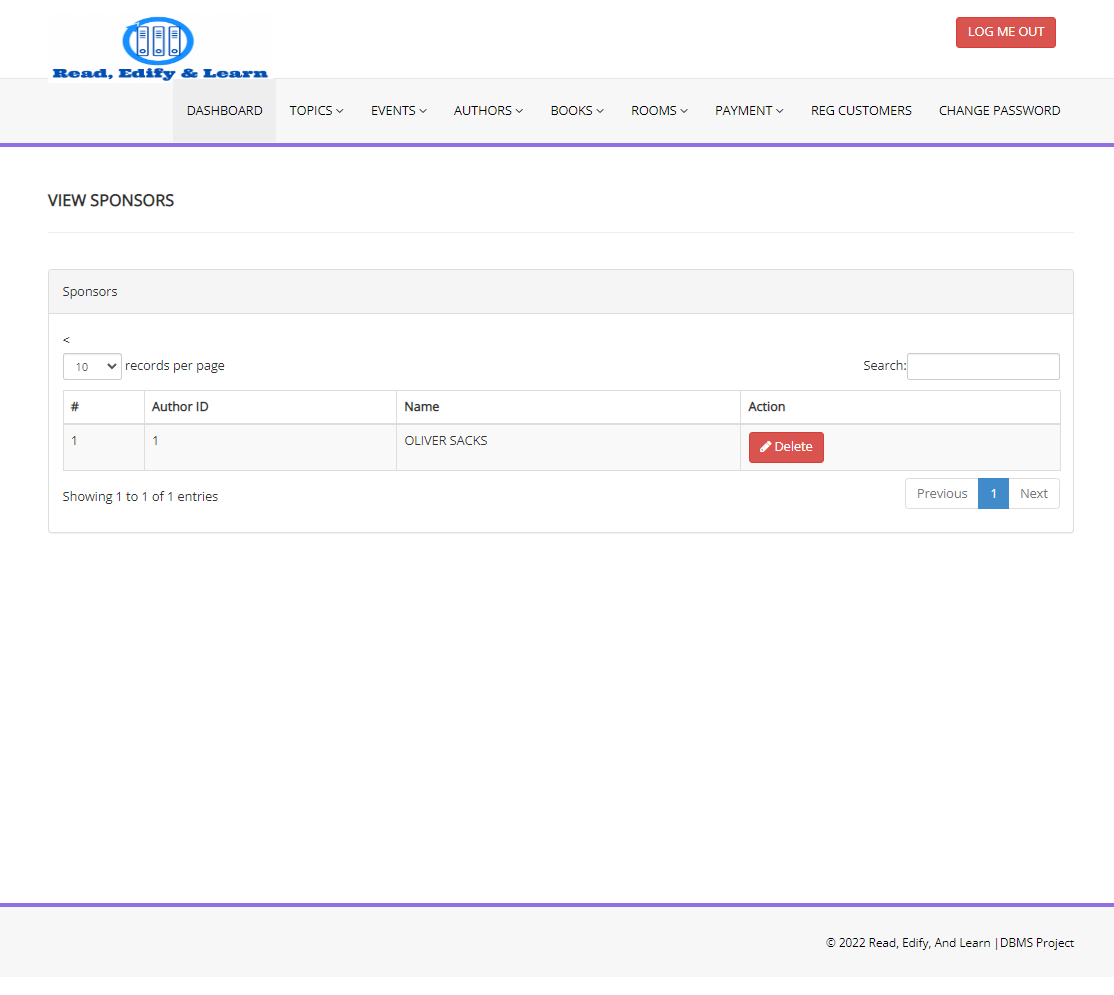 Read, Edify & Learn
LOG ME OUT
DASHBOARD TOPICS EVENTS AUTHORS BOOKS ROOMS PAYMENT REG CUSTOMERS CHANGE PASSWORD
VIEW SPONSORS
Sponsors
<
10 records per page Search:
# Author ID Name Action
1 1 OLIVER SACKS Delete
Showing 1 to 1 of 1 entries Previous 1 Next
© 2022 Read, Edify, And Learn |DBMS Project